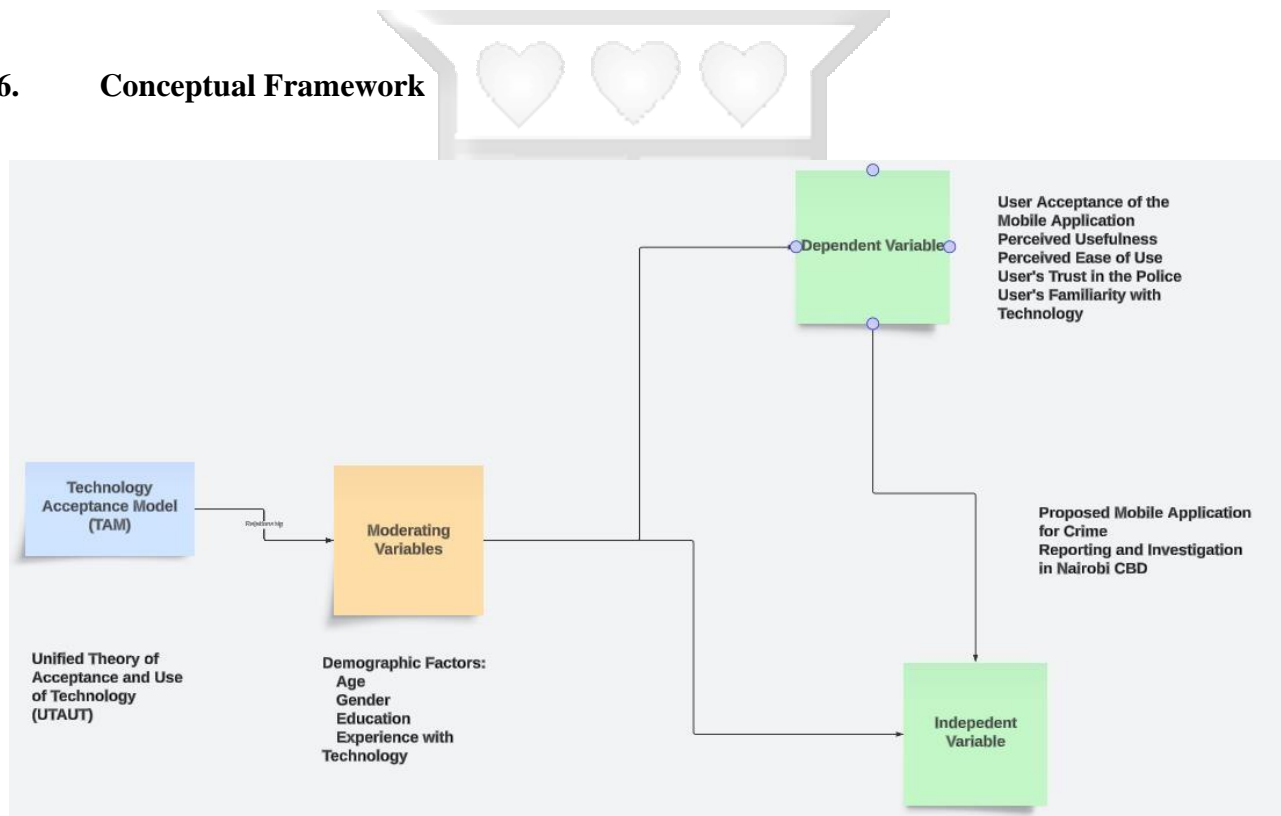 6. Conceptual Framework
Dependent Variable
User Acceptance of the
Mobile Application
Perceived Usefulness
Perceived Ease of Use
User's Trust in the Police
User's Familiarity with
Technology
Technology
Acceptance Model
(TAM)
Moderating
Variables
Proposed Mobile Application
for Crime
Reporting and Investigation
in Nairobi CBD
Unified Theory of
Acceptance and Use
of Technology
(UTAUT)
Demographic Factors:
Age
Gender
Education
Experience with
Technology
Indepedent
Variable